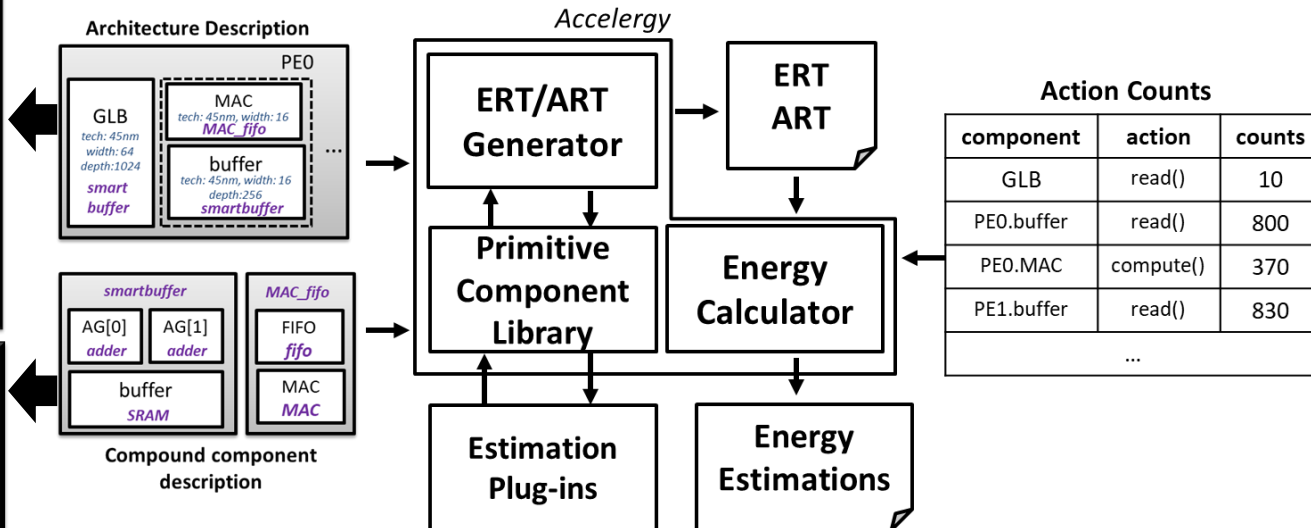 Accelergy
Architecture Description
PE0
GLB
tech: 45nm
width: 64
depth:1024
smart
buffer
MAC
tech: 45nm, width: 16
MAC_fifo
buffer
tech: 45nm, width: 16
depth:256
smartbuffer
...
smartbuffer
AG[0]
adder
AG[1]
adder
buffer
SRAM
MAC_fifo
FIFO
fifo
MAC
MAC
Compound component
description
ERT/ART
Generator
Primitive
Component
Library
Estimation
Plug-ins
ERT
ART
Energy
Calculator
Energy
Estimations
Action Counts
component action counts
GLB read() 10
PE0.buffer read() 800
PE0.MAC compute() 370
PE1.buffer read() 830
...